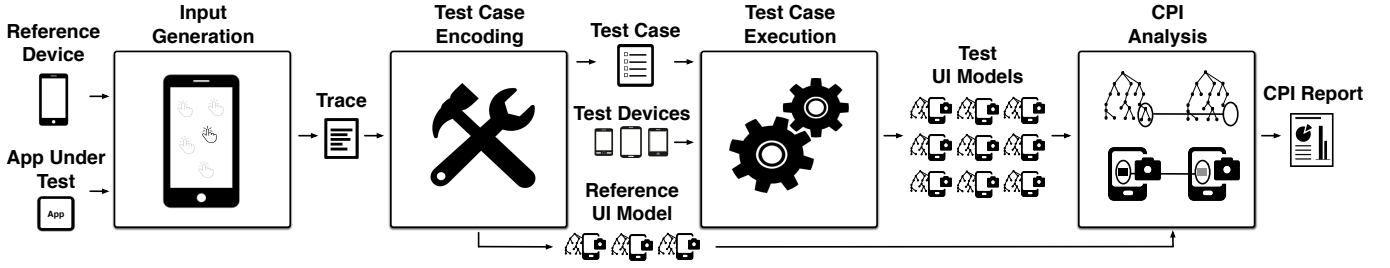 Reference
Device
App Under
Test
App
Input
Generation
Trace
Test Case
Encoding
Test Case
Test Devices
Reference
UI Model
Test Case
Execution
Test
UI Models
CPI
Analysis
CPI Report